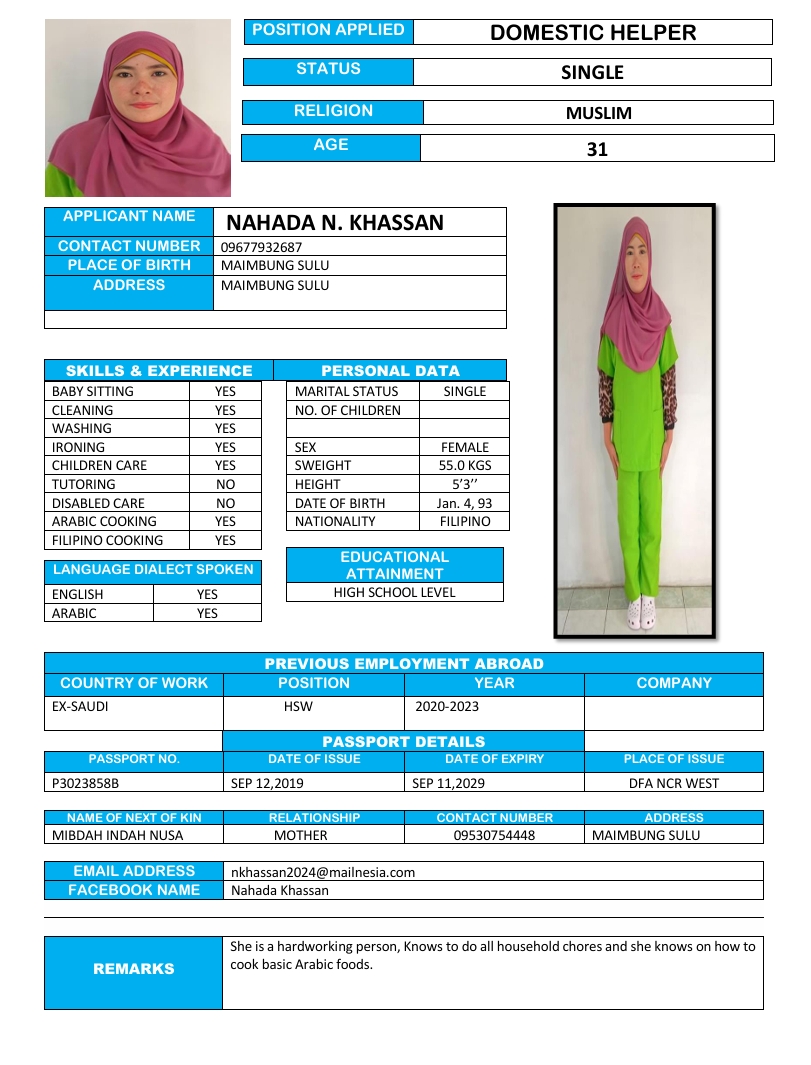 POSITION APPLIED DOMESTIC HELPER
STATUS SINGLE
RELIGION MUSLIM
AGE 31
APPLICANT NAME NAHADA N. KHASSAN
CONTACT NUMBER 09677932687
PLACE OF BIRTH MAIMBUNG SULU
ADDRESS MAIMBUNG SULU
SKILLS & EXPERIENCE PERSONAL DATA
BABY SITTING YES MARITAL STATUS SINGLE
CLEANING YES NO. OF CHILDREN
WASHING YES
IRONING YES SEX FEMALE
CHILDREN CARE YES SWEIGHT 55.0 KGS
TUTORING NO HEIGHT 5’3’’
DISABLED CARE NO DATE OF BIRTH Jan. 4, 93
ARABIC COOKING YES NATIONALITY FILIPINO
FILIPINO COOKING YES
EDUCATIONAL
ATTAINMENT
HIGH SCHOOL LEVEL
LANGUAGE DIALECT SPOKEN
ENGLISH YES
ARABIC YES
PREVIOUS EMPLOYMENT ABROAD
COUNTRY OF WORK POSITION YEAR COMPANY
EX-SAUDI HSW 2020-2023
PASSPORT DETAILS
PASSPORT NO. DATE OF ISSUE DATE OF EXPIRY PLACE OF ISSUE
P3023858B SEP 12,2019 SEP 11,2029 DFA NCR WEST
NAME OF NEXT OF KIN RELATIONSHIP CONTACT NUMBER ADDRESS
MIBDAH INDAH NUSA MOTHER 09530754448 MAIMBUNG SULU
EMAIL ADDRESS nkhassan2024@mailnesia.com
FACEBOOK NAME Nahada Khassan
REMARKS
She is a hardworking person, Knows to do all household chores and she knows on how to
cook basic Arabic foods.